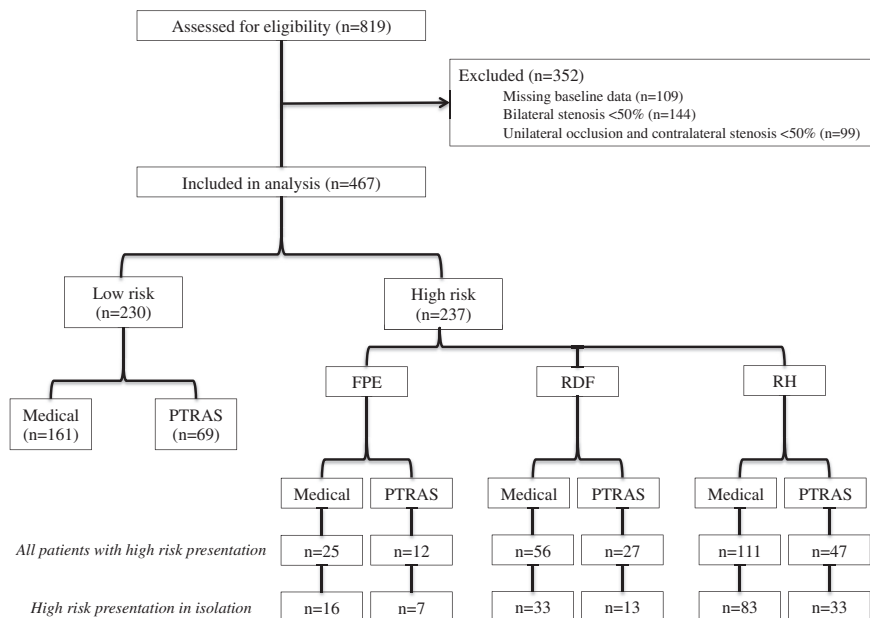 Assessed for eligibility (n=819)
Excluded (n=352)
Missing baseline data (n=109)
Bilateral stenosis <50% (n=144)
Unilateral occlusion and contralateral stenosis <50% (n=99)
Included in analysis (n=467)
Low risk
(n=230)
High risk
(n=237)
FPE
RDF
RH
Medical
(n=161)
PTRAS
(n=69)
Medical
PTRAS
Medical
PTRAS
Medical
PTRAS
All patients with high risk presentation
n=25
n=12
n=56
n=27
n=111
n=47
High risk presentation in isolation
n=16
n=7
n=33
n=13
n=83
n=33